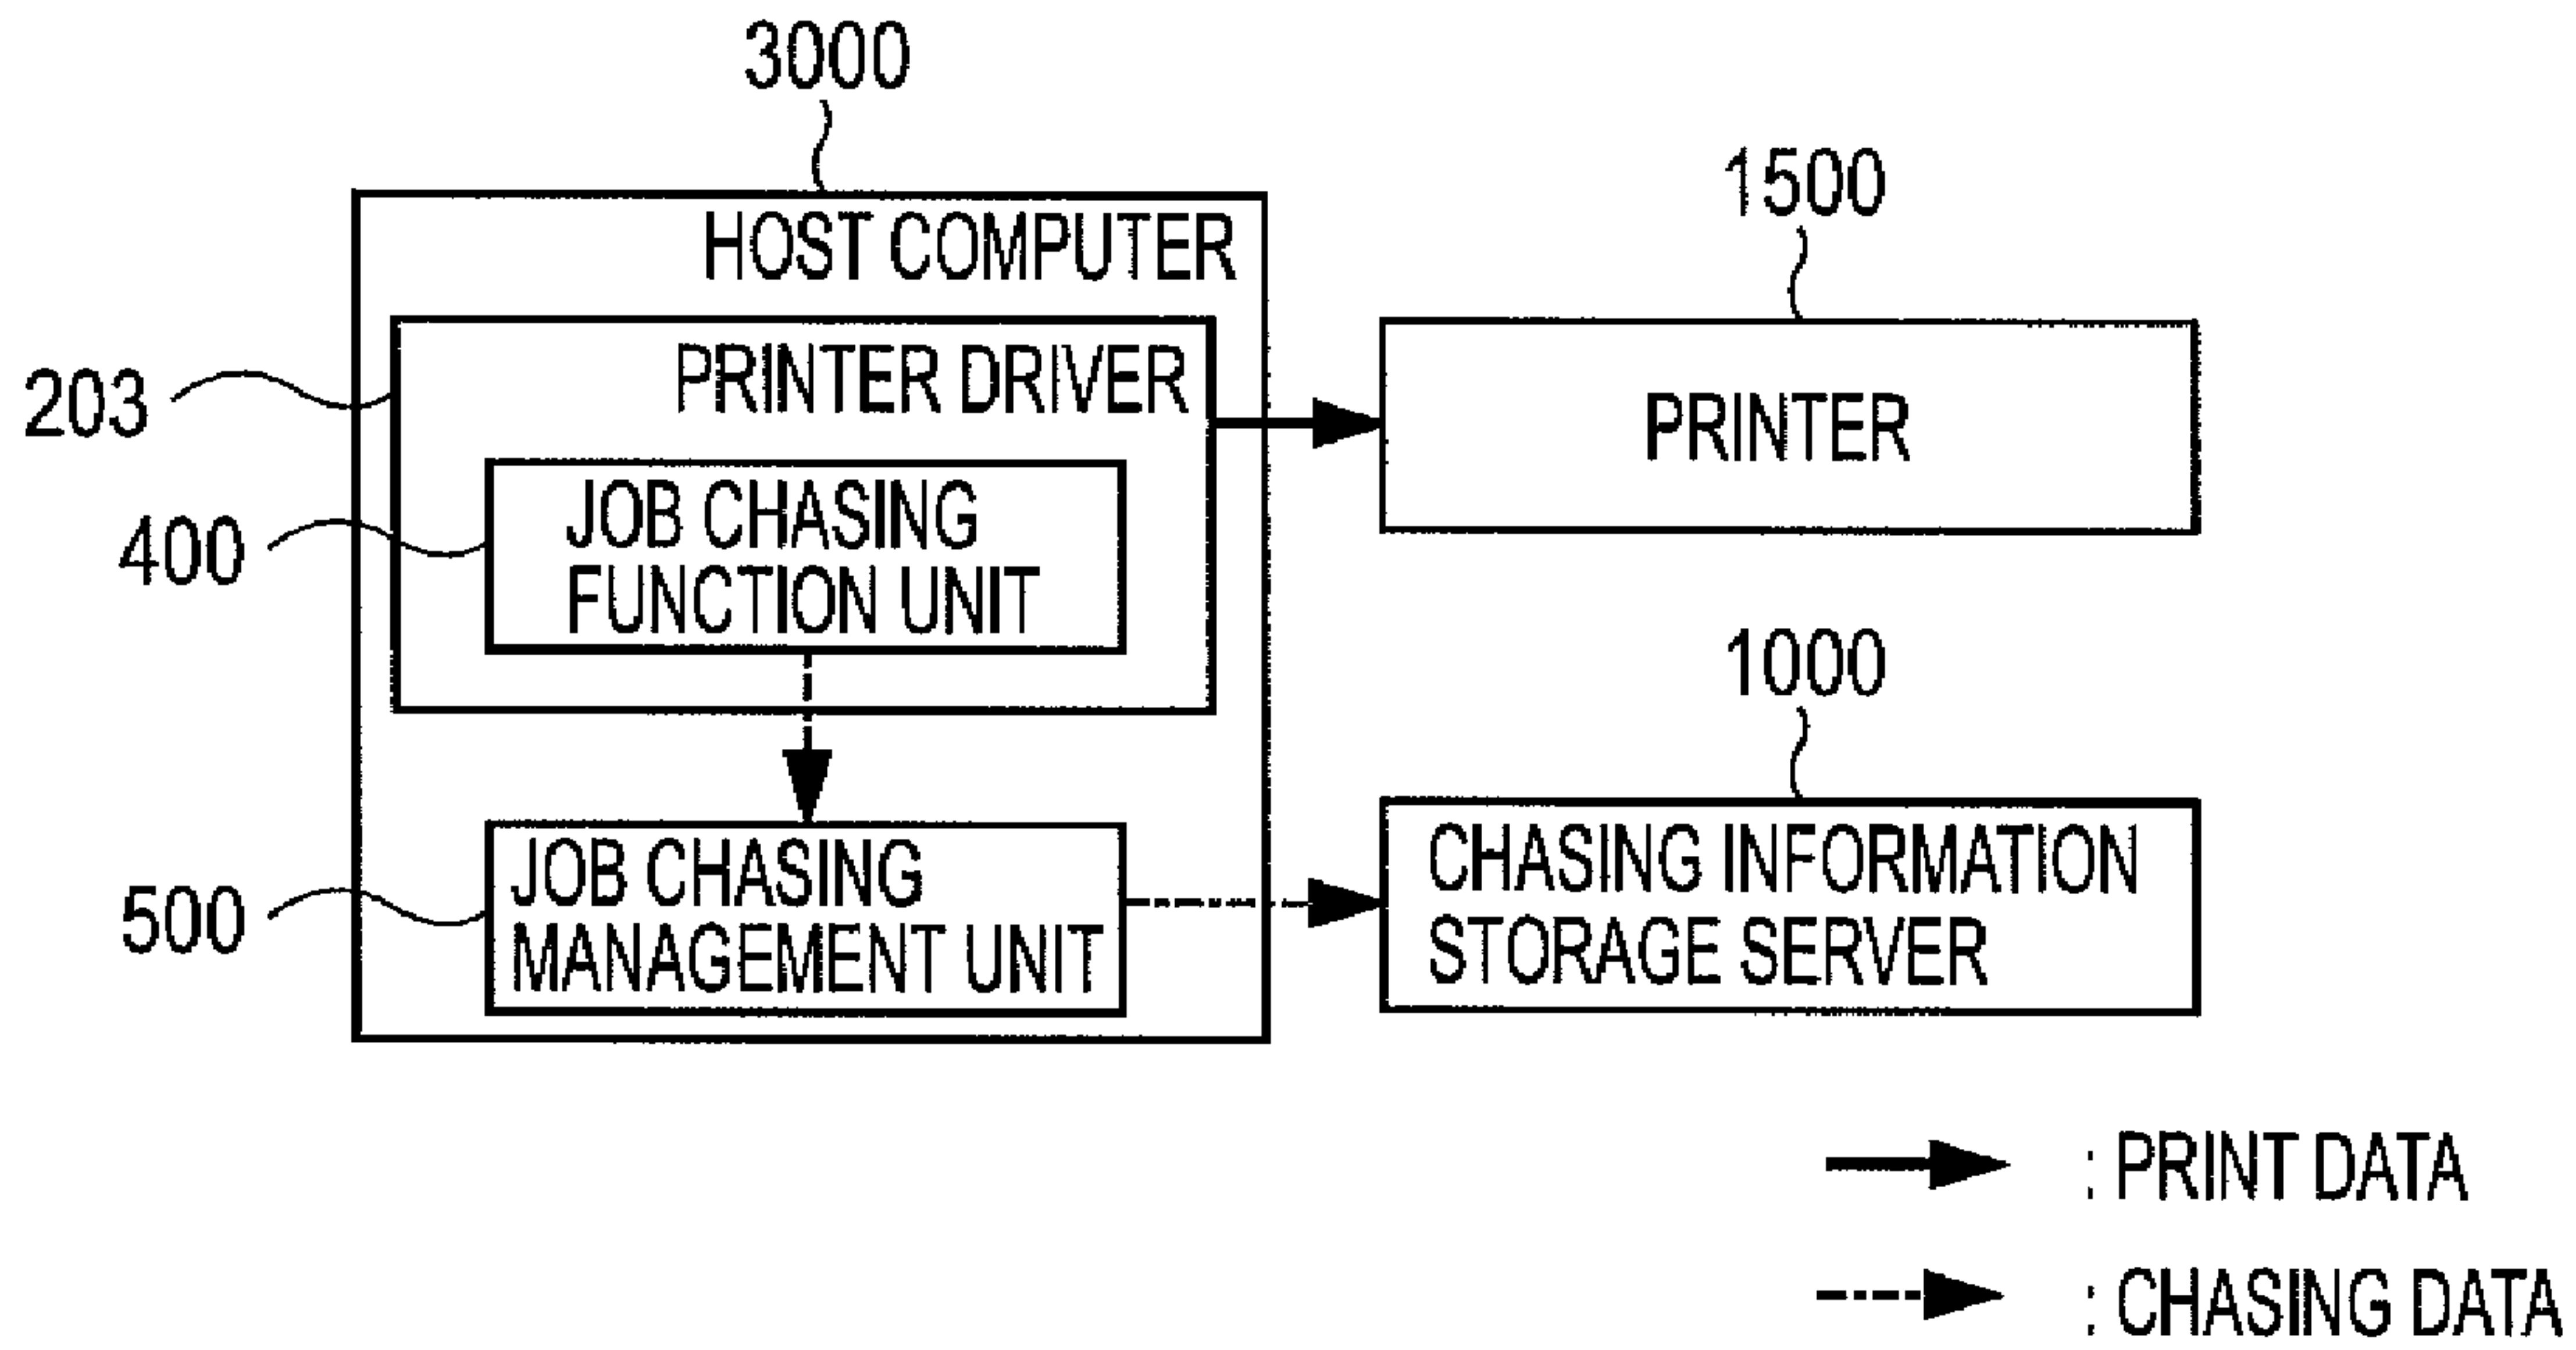 3000
HOST COMPUTER
1500
203
PRINTER DRIVER
PRINTER
400
JOB CHASING
FUNCTION UNIT
1000
500
JOB CHASING
MANAGEMENT UNIT
CHASING INFORMATION
STORAGE SERVER
: PRINT DATA
: CHASING DATA